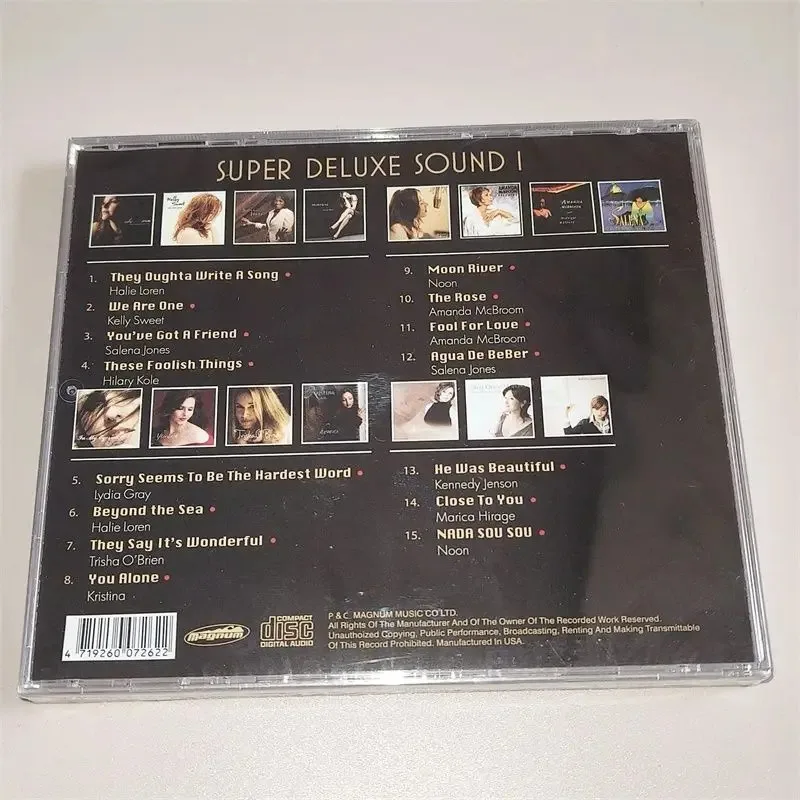 SUPER DELUXE SOUND I
1. They Oughta Write A Song •
Halie Loren
2. We Are One •
Kelly Sweet
3. You've Got A Friend •
Salena Jones
4. These Foolish Things •
Hilary Kole
9. Moon River •
Noon
10. The Rose •
Amanda McBroom
11. Fool For Love •
Amanda McBroom
12. Agua De BeBer •
Salena Jones
5. Sorry Seems To Be The Hardest Word •
Lydia Gray
6. Beyond the Sea •
Halie Loren
7. They Say It's Wonderful •
Trisha O'Brien
8. You Alone •
Kristina
13. He Was Beautiful •
Kennedy Jenson
14. Close To You •
Marica Hirage
15. NADA SOU SOU •
Noon
4 719260 072622
magnum
COMPACT
disc
DIGITAL AUDIO
P & C. MAGNUM MUSIC CO LTD.
All Rights Of The Manufacturer And Of The Owner Of The Recorded Work Reserved.
Unauthoized Copying, Public Performance, Broadcasting, Renting And Making Transmittable
Of This Record Prohibited. Manufactured In USA.